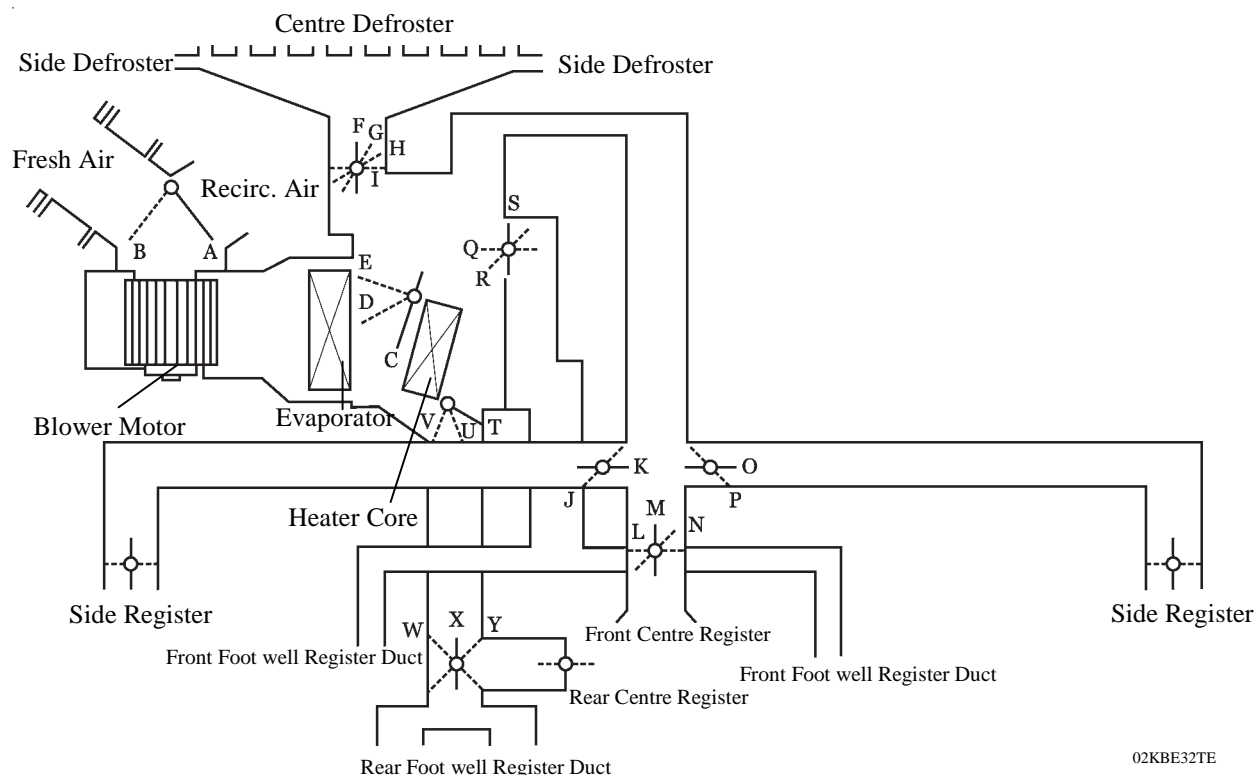 Centre Defroster
Side Defroster
Side Defroster
F
G
H
I
Fresh Air
Recirc. Air
B
A
S
Q
R
E
D
C
Evaporator
V
U
T
Blower Motor
K
O
J
M
P
L
N
Heater Core
Side Register
Side Register
W
X
Y
Front Centre Register
Front Foot well Register Duct
Front Foot well Register Duct
Rear Centre Register
Rear Foot well Register Duct
02KBE32TE